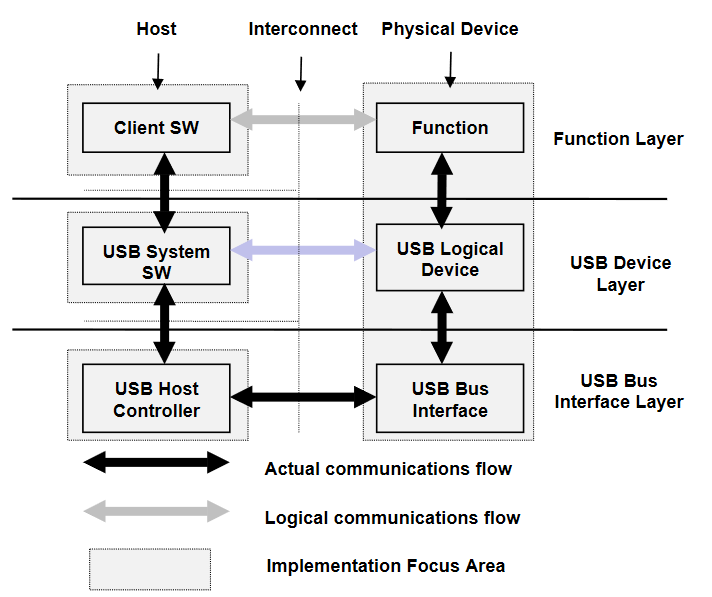 Host
Interconnect
Physical Device
Client SW
Function
Function Layer
USB System
SW
USB Logical
Device
USB Device
Layer
USB Host
Controller
USB Bus
Interface
USB Bus
Interface Layer
Actual communications flow
Logical communications flow
Implementation Focus Area